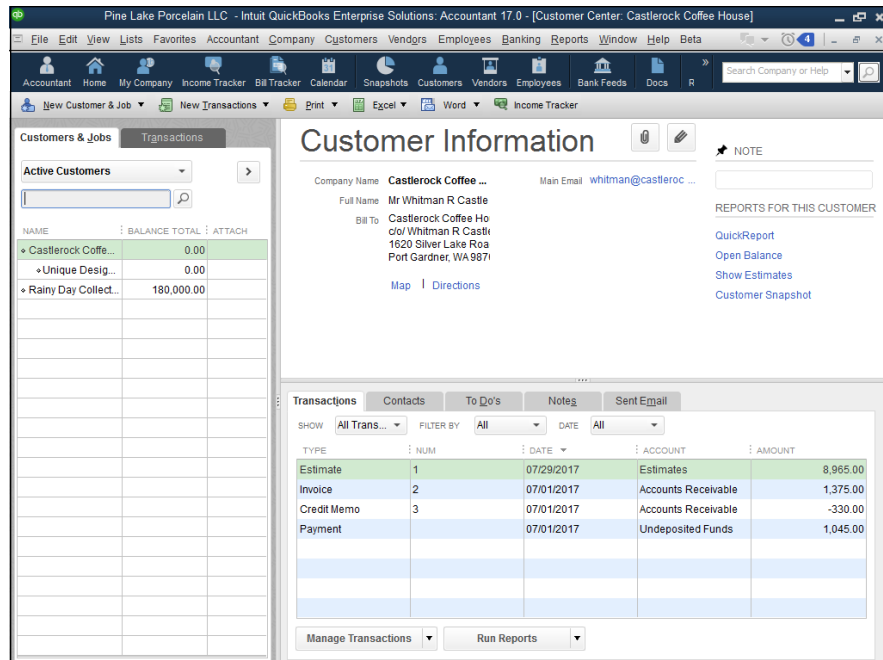 Pine Lake Porcelain LLC - Intuit QuickBooks Enterprise Solutions: Accountant 17.0 - [Customer Center: Castlerock Coffee House]
File Edit View Lists Favorites Accountant Company Customers Vendors Employees Banking Reports Window Help Beta 4
Accountant Home My Company Income Tracker Bill Tracker Calendar Snapshots Customers Vendors Employees Bank Feeds Docs R » Search Company or Help
New Customer & Job New Transactions Print Excel Word Income Tracker
Customers & Jobs Transactions
Active Customers
NAME BALANCE TOTAL ATTACH
Castlerock Coffe... 0.00
Unique Desig... 0.00
Rainy Day Collect... 180,000.00
Customer Information
Company Name Castlerock Coffee ...
Full Name Mr Whitman R Castle
Bill To Castlerock Coffee Ho
c/o/ Whitman R Castle
1620 Silver Lake Roa
Port Gardner, WA 987
Map | Directions
Main Email whitman@castleroc ...
NOTE
REPORTS FOR THIS CUSTOMER
QuickReport
Open Balance
Show Estimates
Customer Snapshot
Transactions Contacts To Do's Notes Sent Email
SHOW All Trans... FILTER BY All DATE All
TYPE NUM DATE ACCOUNT AMOUNT
Estimate 1 07/29/2017 Estimates 8,965.00
Invoice 2 07/01/2017 Accounts Receivable 1,375.00
Credit Memo 3 07/01/2017 Accounts Receivable -330.00
Payment 07/01/2017 Undeposited Funds 1,045.00
Manage Transactions Run Reports